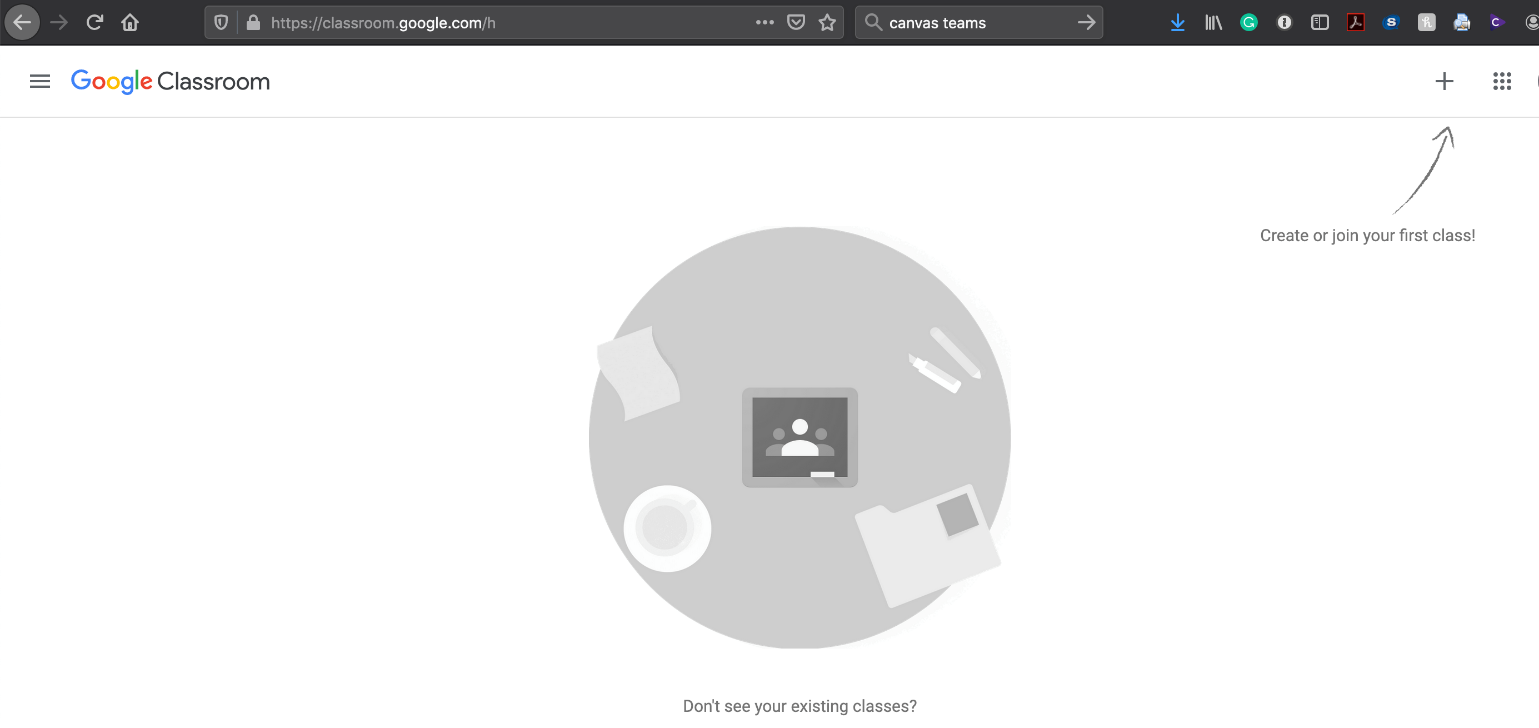 https://classroom.google.com/h
canvas teams
Google Classroom
Create or join your first class!
Don't see your existing classes?